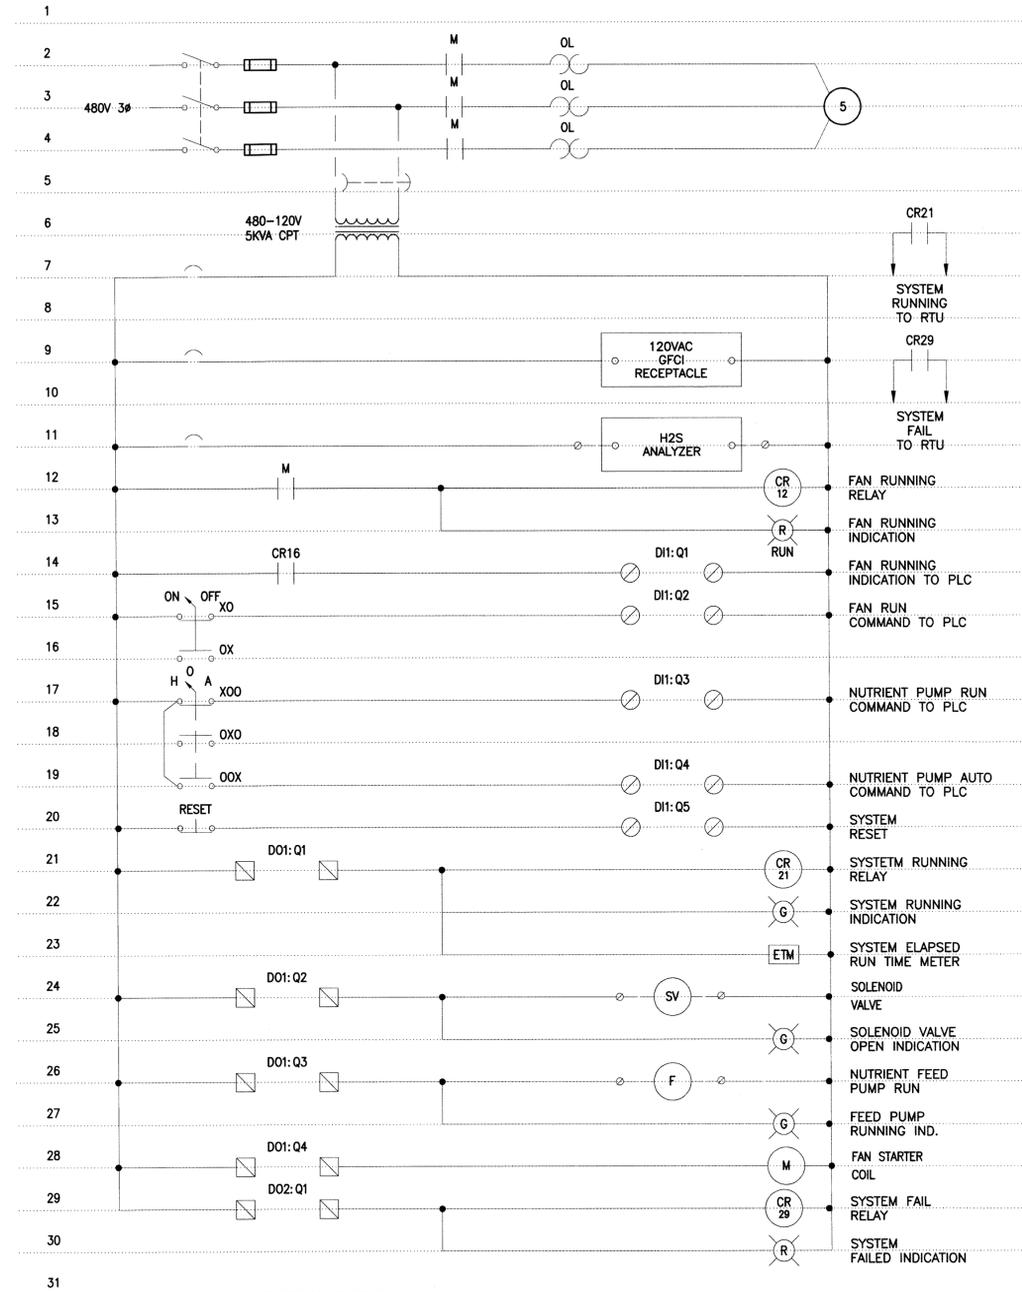 1
2
M
OL
3
480V 3ø
M
OL
5
4
M
OL
5
6
480-120V
5KVA CPT
CR21
7
SYSTEM
RUNNING
TO RTU
8
9
120VAC
GFCI
RECEPTACLE
CR29
10
SYSTEM
FAIL
TO RTU
11
H2S
ANALYZER
12
M
CR
12
FAN RUNNING
RELAY
13
R
RUN
FAN RUNNING
INDICATION
14
CR16
DI1:Q1
FAN RUNNING
INDICATION TO PLC
15
ON OFF
XO
DI1:Q2
FAN RUN
COMMAND TO PLC
16
OX
17
H O A
XOO
DI1:Q3
NUTRIENT PUMP RUN
COMMAND TO PLC
18
OXO
19
OOX
DI1:Q4
NUTRIENT PUMP AUTO
COMMAND TO PLC
20
RESET
DI1:Q5
SYSTEM
RESET
21
DO1:Q1
CR
21
SYSTETM RUNNING
RELAY
22
G
SYSTEM RUNNING
INDICATION
23
ETM
SYSTEM ELAPSED
RUN TIME METER
24
DO1:Q2
SV
SOLENOID
VALVE
25
G
SOLENOID VALVE
OPEN INDICATION
26
DO1:Q3
F
NUTRIENT FEED
PUMP RUN
27
G
FEED PUMP
RUNNING IND.
28
DO1:Q4
M
FAN STARTER
COIL
29
DO2:Q1
CR
29
SYSTEM FAIL
RELAY
30
R
SYSTEM
FAILED INDICATION
31